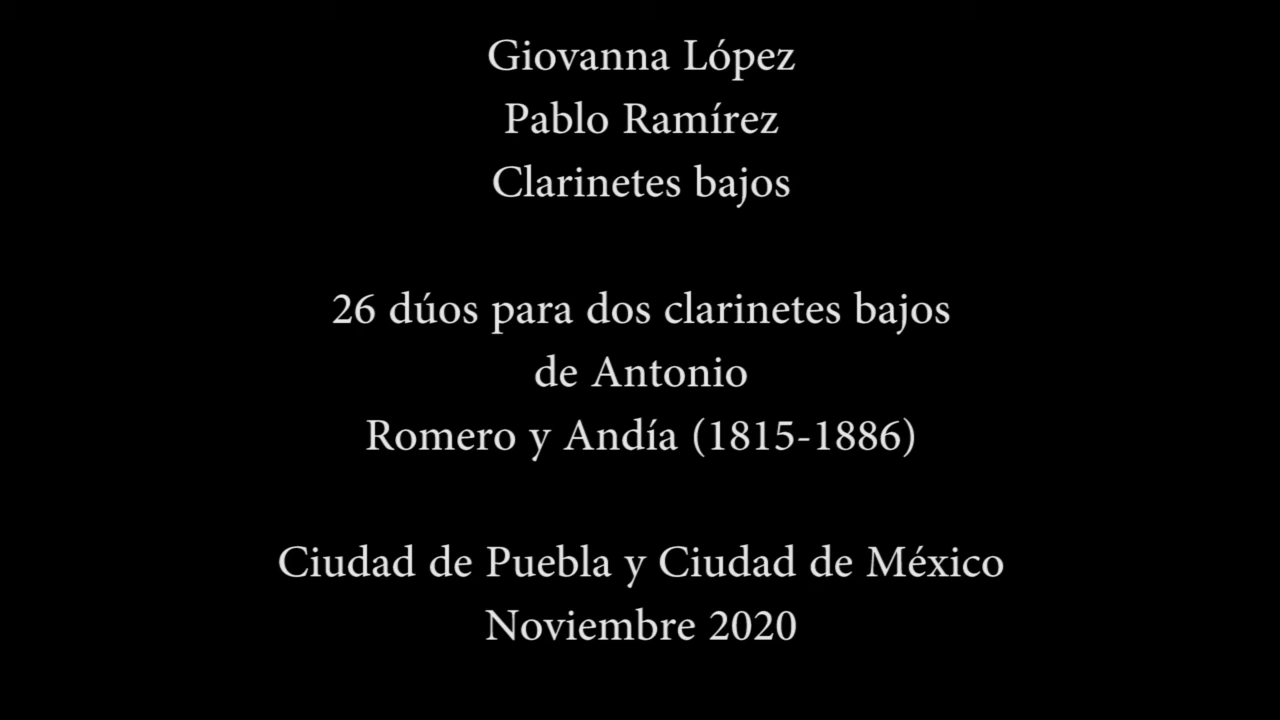 Giovanna López
Pablo Ramírez
Clarinetes bajos
26 dúos para dos clarinetes bajos
de Antonio
Romero y Andía (1815-1886)
Ciudad de Puebla y Ciudad de México
Noviembre 2020